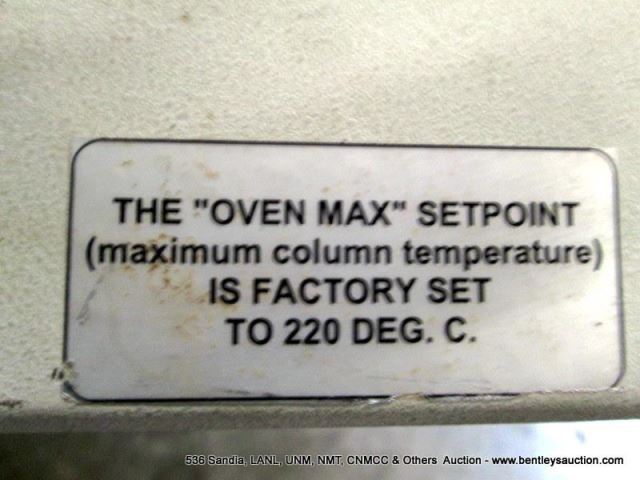 THE "OVEN MAX" SETPOINT
(maximum column temperature)
IS FACTORY SET
TO 220 DEG. C.
536 Sandia, LANL, UNM, NMT, CNMCC & Others Auction - www.bentleysauction.com